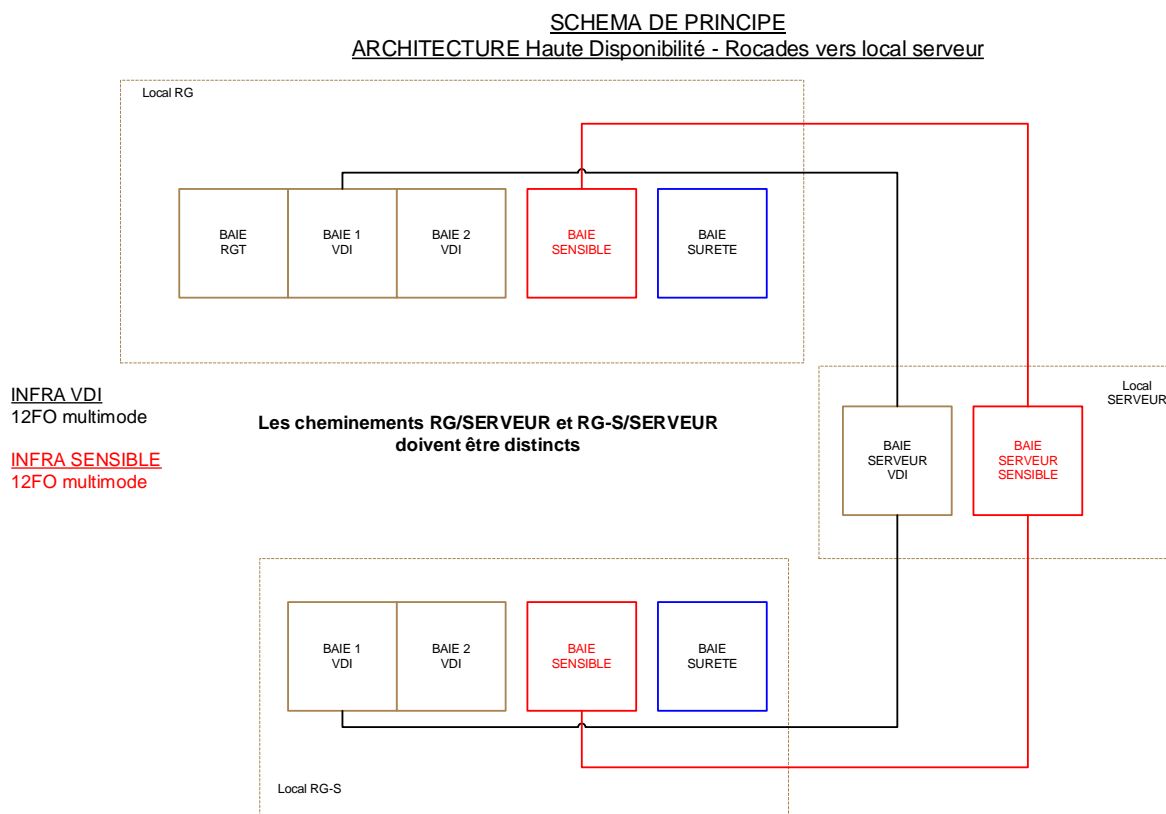 SCHEMA DE PRINCIPE
ARCHITECTURE Haute Disponibilité - Rocades vers local serveur
Local RG
BAIE
RGT
BAIE 1
VDI
BAIE 2
VDI
BAIE
SENSIBLE
BAIE
SURETE
INFRA VDI
12FO multimode
INFRA SENSIBLE
12FO multimode
Les cheminements RG/SERVEUR et RG-S/SERVEUR
doivent être distincts
Local
SERVEUR
BAIE
SERVEUR
VDI
BAIE
SERVEUR
SENSIBLE
BAIE 1
VDI
BAIE 2
VDI
BAIE
SENSIBLE
BAIE
SURETE
Local RG-S